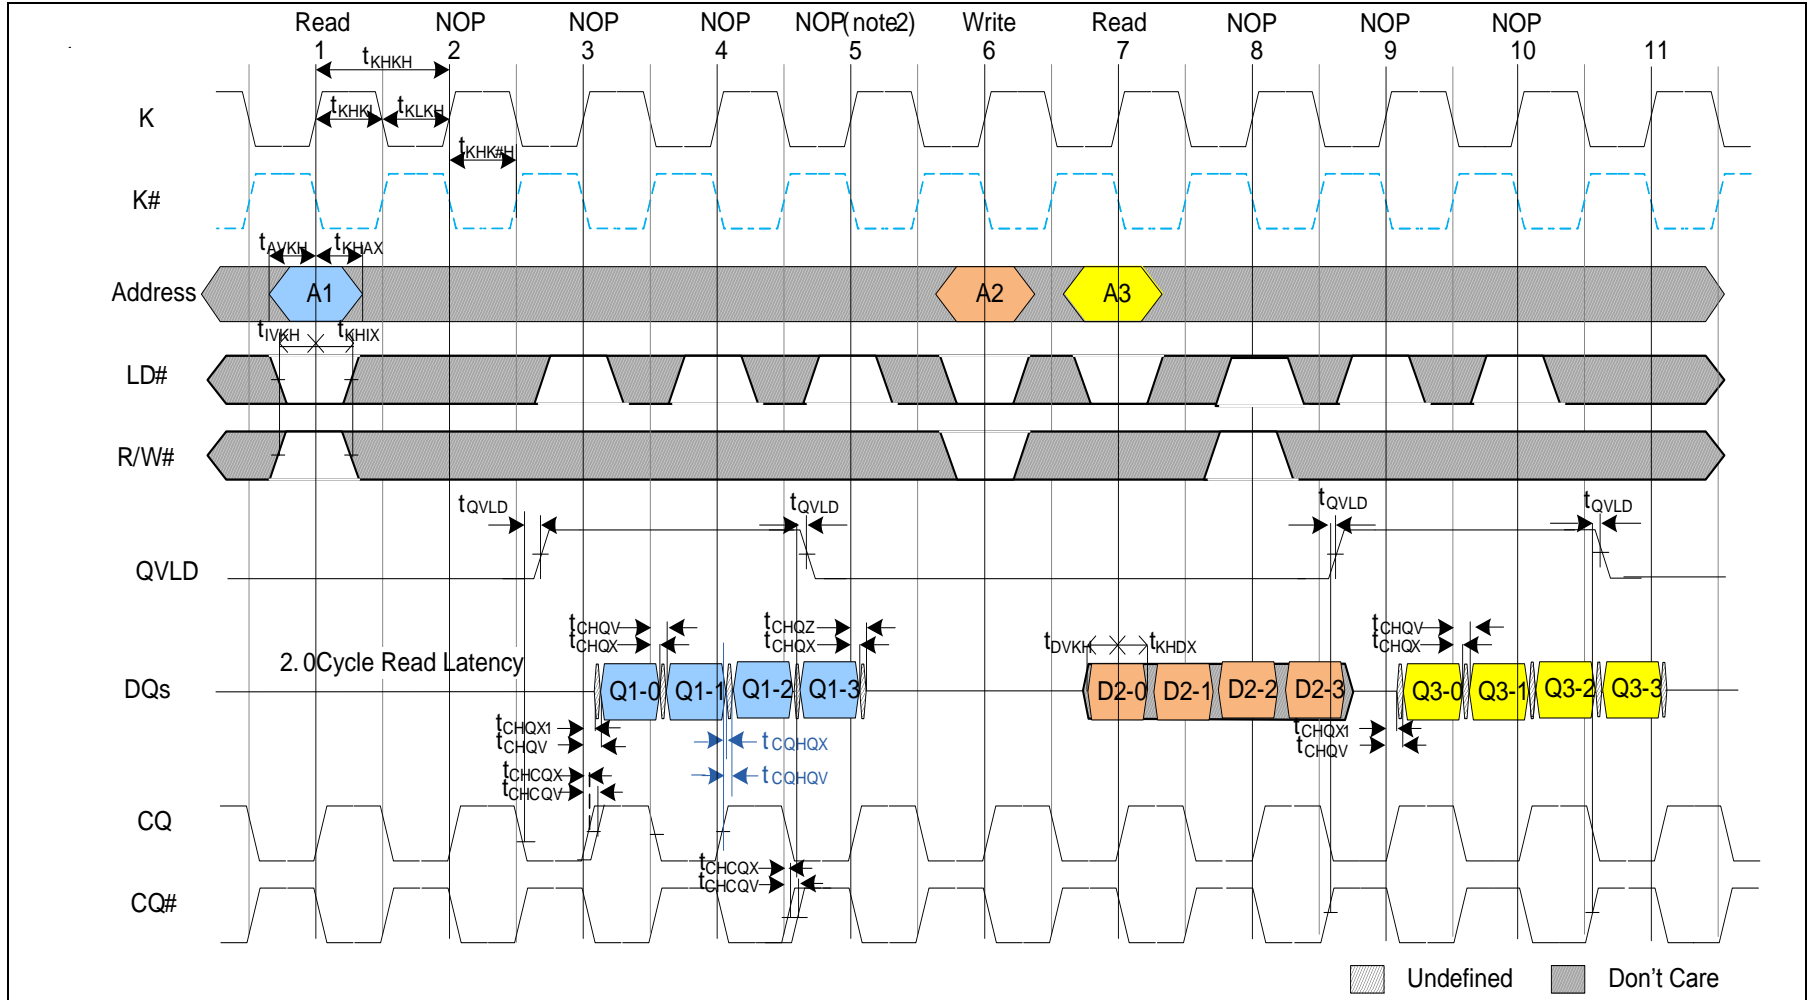 Read NOP NOP NOP NOP(note2) Write Read NOP NOP NOP
1 2 3 4 5 6 7 8 9 10 11
tKHKH
K tKHKL tKLKH
tKHK#H
K#
tAVKH tKHAX
Address A1 A2 A3
tIVKH tKHIX
LD#
R/W#
tQVLD tQVLD tQVLD tQVLD
QVLD
tCHQV tCHQZ tCHQV
tCHQX tCHQX tDVKH tKHDX tCHQX
2.0Cycle Read Latency
DQs Q1-0 Q1-1 Q1-2 Q1-3 D2-0 D2-1 D2-2 D2-3 Q3-0 Q3-1 Q3-2 Q3-3
tCHQX1 tCQHQX tCHQX1
tCHQV tCHQV
tCHCQX tCQHQV
tCHCQV
CQ
tCHCQX
tCHCQV
CQ#
Undefined Don't Care